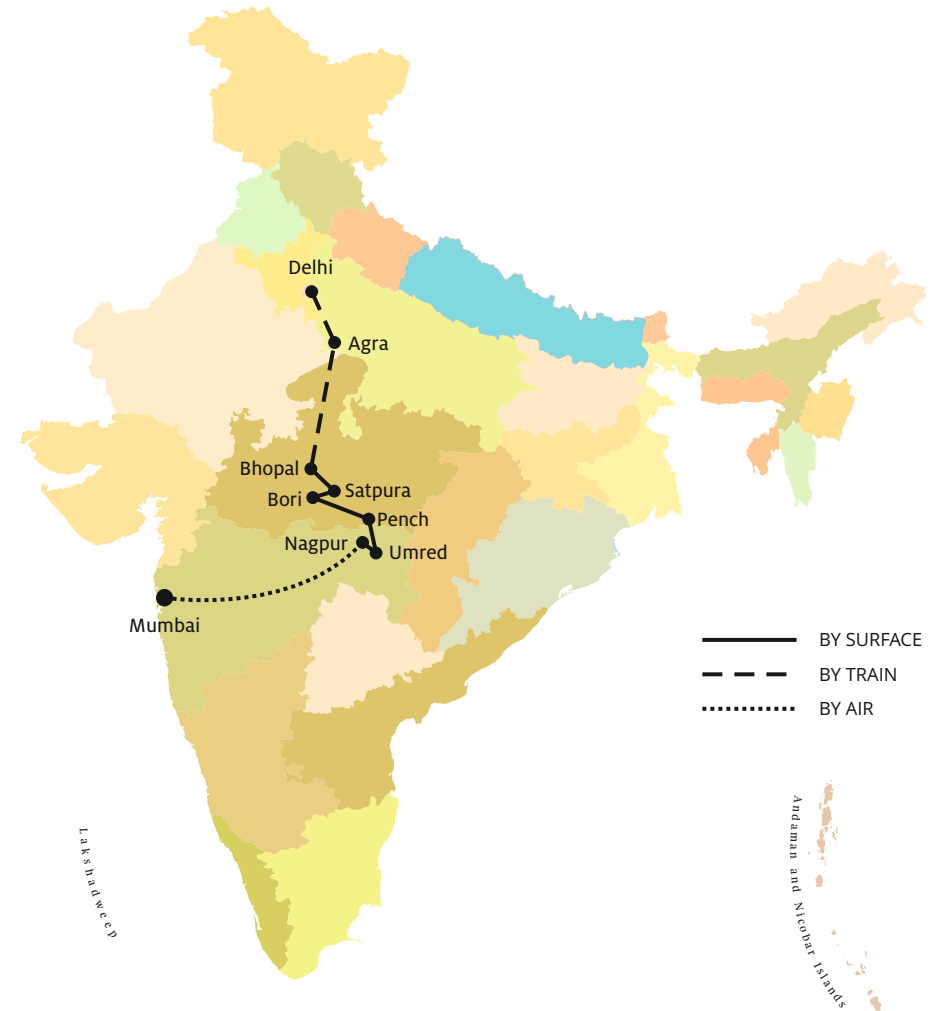 Delhi
Agra
Bhopal
Satpura
Bori
Pench
Nagpur
Umred
Mumbai
BY SURFACE
BY TRAIN
BY AIR
Lakshadweep
Andaman and Nicobar Islands